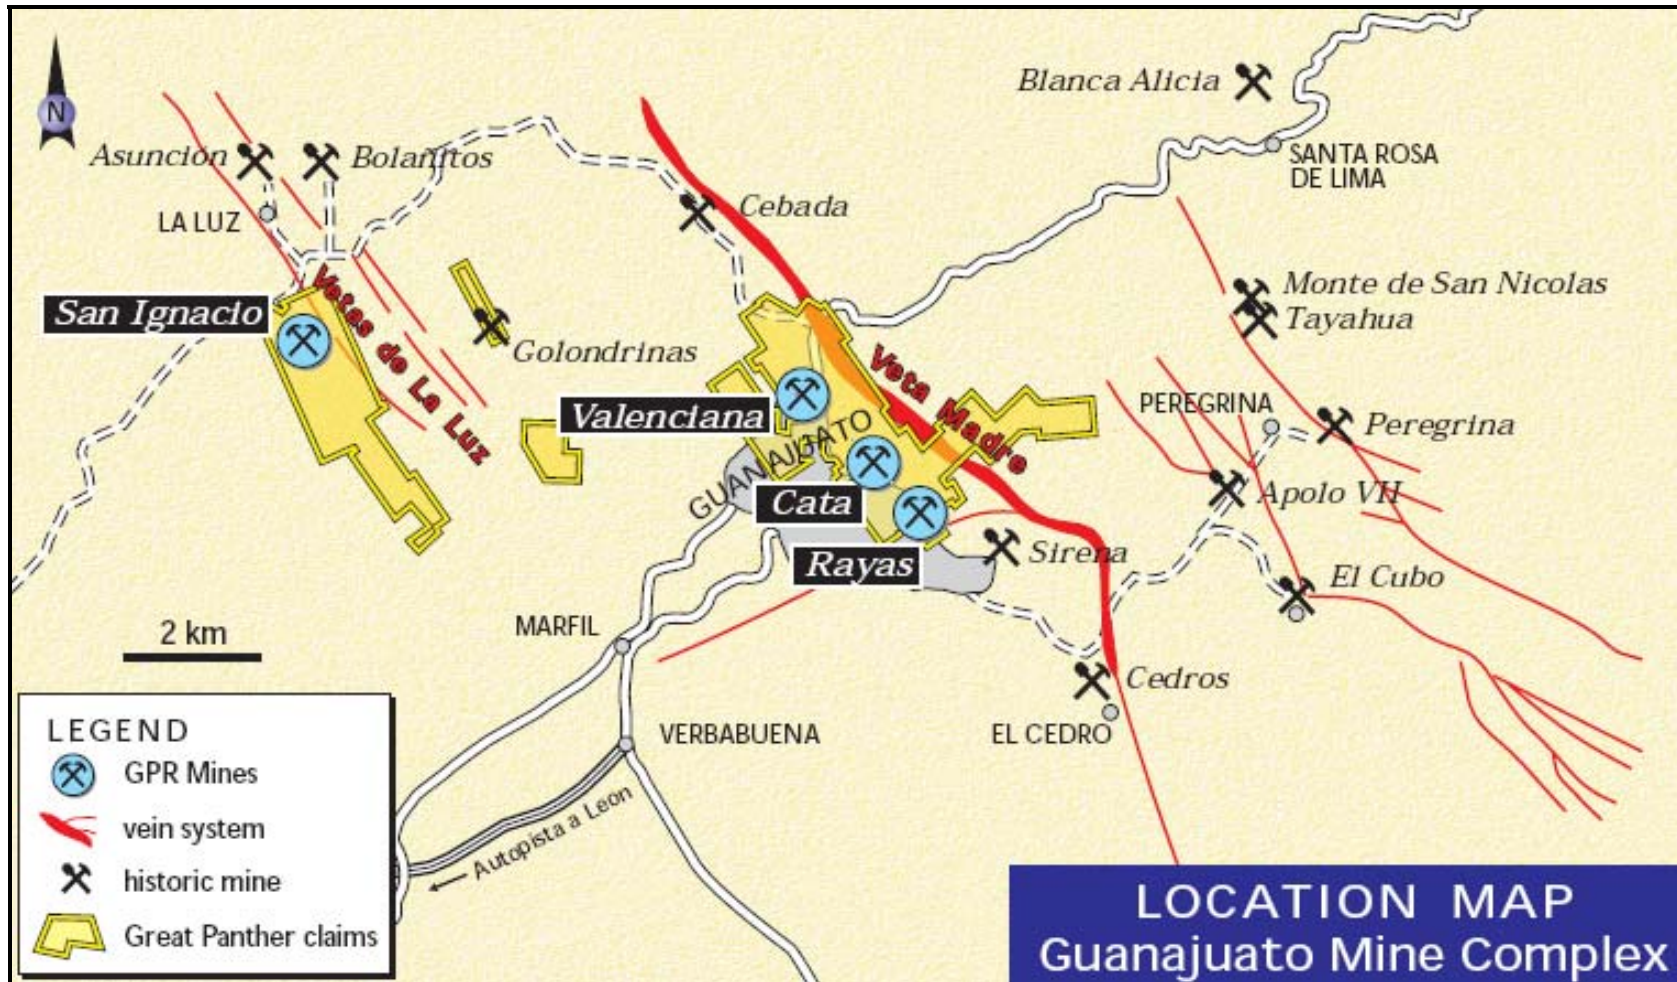 N
Blanca Alicia
SANTA ROSA
DE LIMA
Asunción
Bolañitos
LA LUZ
Cebada
San Ignacio
Vetas de La Luz
Golondrinas
Monte de San Nicolas
Tayahua
Valenciana
GUANAJUATO
Veta Madre
PEREGRINA
Peregrina
Cata
Apolo VII
Rayas
Sirena
El Cubo
2 km
MARFIL
Cedros
VERBABUENA
EL CEDRO
Autopista a Leon
LEGEND
GPR Mines
vein system
historic mine
Great Panther claims
LOCATION MAP
Guanajuato Mine Complex